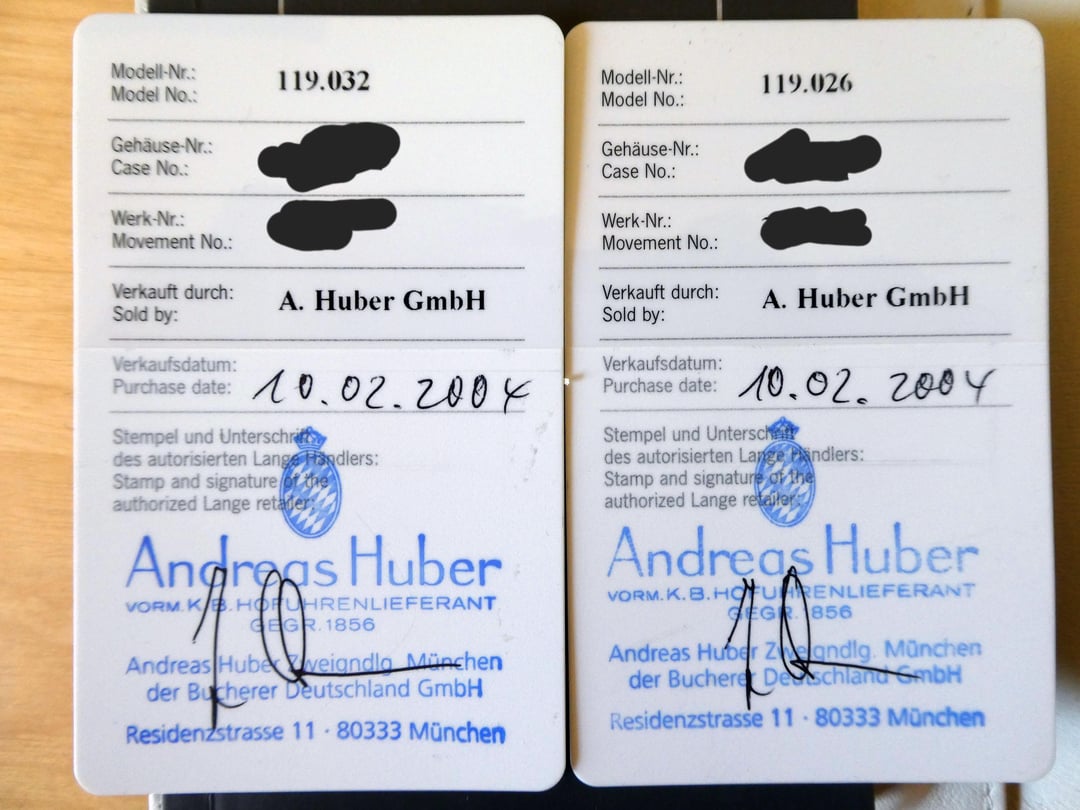 Modell-Nr.:
Model No.: 119.032
Gehäuse-Nr.:
Case No.:
Werk-Nr.:
Movement No.:
Verkauft durch:
Sold by: A. Huber GmbH
Verkaufsdatum:
Purchase date: 10.02.2004
Stempel und Unterschrift
des autorisierten Lange Händlers:
Stamp and signature of the
authorized Lange retailer:
Andreas Huber
VORM. K. B. HOFUHRENLIEFERANT
GEGR. 1856
Andreas Huber Zweigndlg. München
der Bucherer Deutschland GmbH
Residenzstrasse 11 · 80333 München
Modell-Nr.:
Model No.: 119.026
Gehäuse-Nr.:
Case No.:
Werk-Nr.:
Movement No.:
Verkauft durch:
Sold by: A. Huber GmbH
Verkaufsdatum:
Purchase date: 10.02.2004
Stempel und Unterschrift
des autorisierten Lange Händlers:
Stamp and signature of the
authorized Lange retailer:
Andreas Huber
VORM. K. B. HOFUHRENLIEFERANT
GEGR. 1856
Andreas Huber Zweigndlg. München
der Bucherer Deutschland GmbH
Residenzstrasse 11 · 80333 München